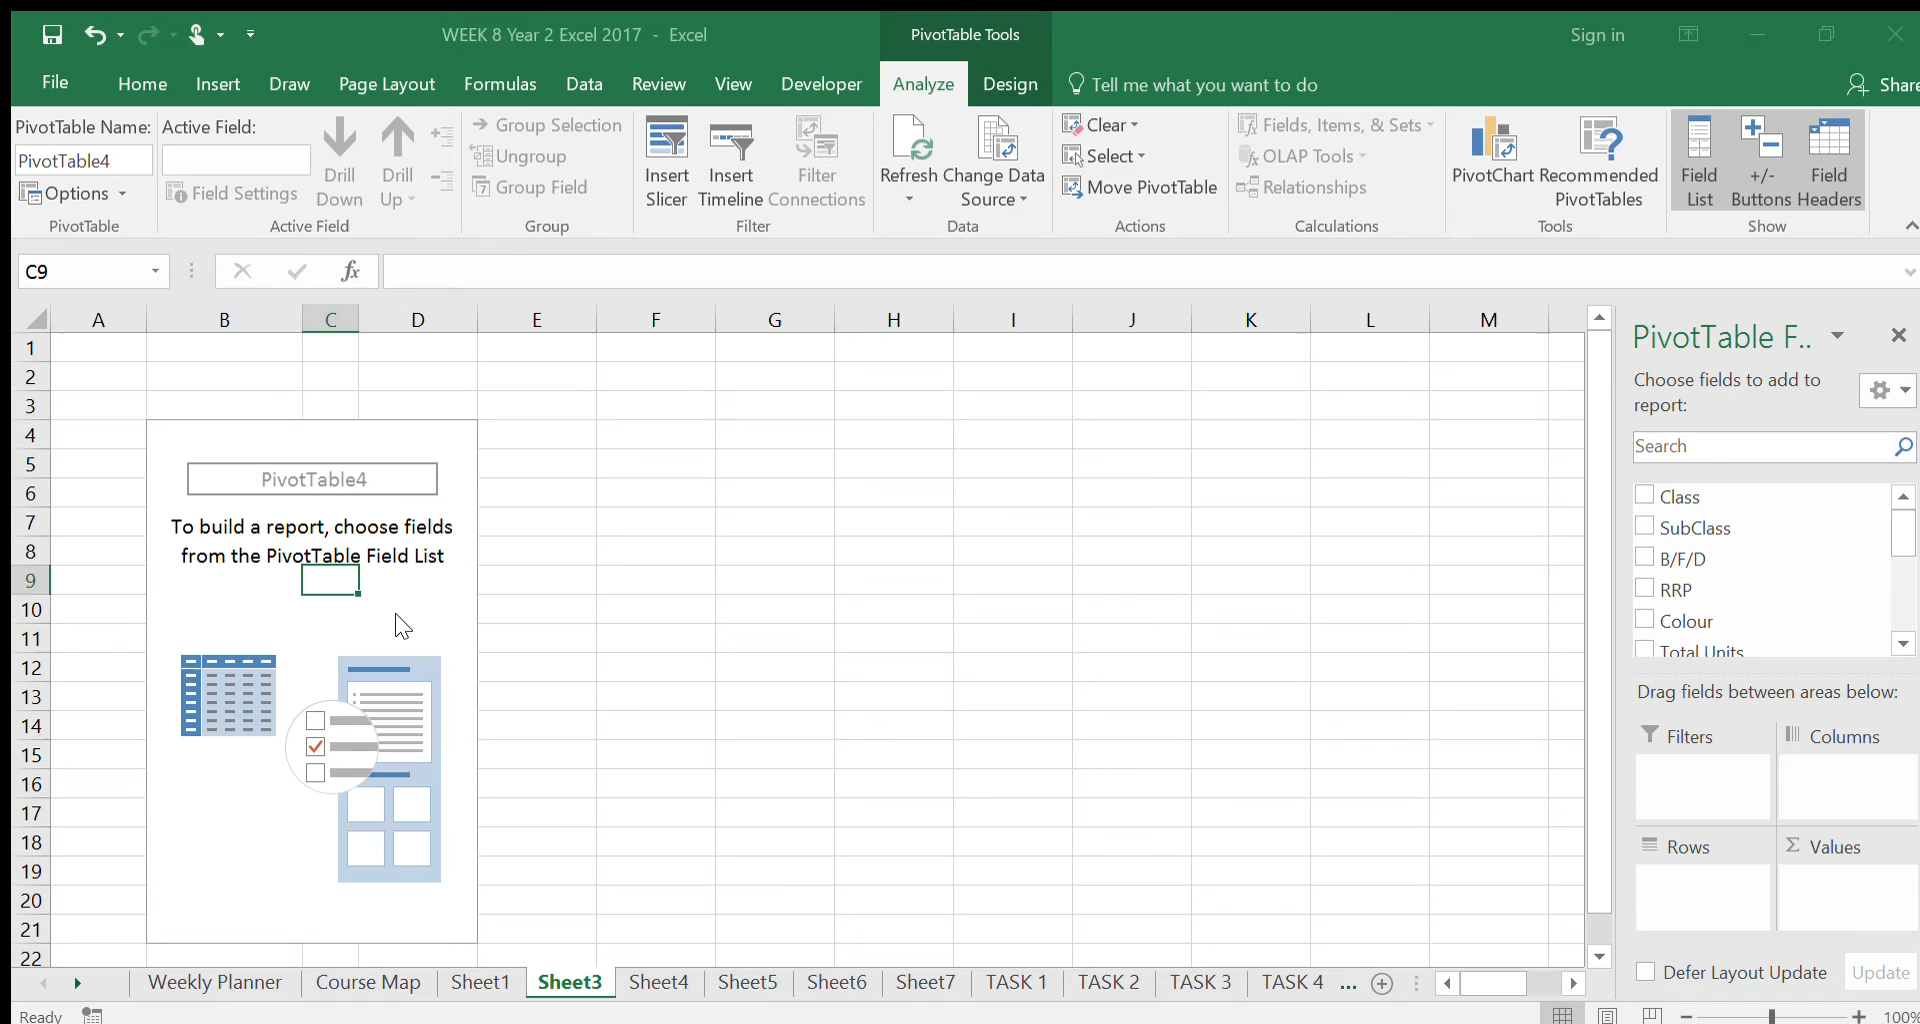 WEEK 8 Year 2 Excel 2017 - Excel
PivotTable Tools
Sign in
File Home Insert Draw Page Layout Formulas Data Review View Developer Analyze Design Tell me what you want to do Share
PivotTable Name:
PivotTable4
Options
PivotTable
Active Field:
Field Settings
Drill Down
Drill Up
Active Field
Group Selection
Ungroup
7 Group Field
Group
Insert Slicer
Insert Timeline
Filter Connections
Filter
Refresh
Change Data Source
Data
Clear
Select
Move PivotTable
Actions
Fields, Items, & Sets
OLAP Tools
Relationships
Calculations
PivotChart
Recommended PivotTables
Tools
Field List
+/- Buttons
Field Headers
Show
C9
fx
A B C D E F G H I J K L M
1
2
3
4
5
6
7
8
9
10
11
12
13
14
15
16
17
18
19
20
21
22
PivotTable4
To build a report, choose fields
from the PivotTable Field List
PivotTable F..
Choose fields to add to
report:
Search
Class
SubClass
B/F/D
RRP
Colour
Total Units
Drag fields between areas below:
Filters
Columns
Rows
Σ Values
Defer Layout Update
Update
Weekly Planner Course Map Sheet1 Sheet3 Sheet4 Sheet5 Sheet6 Sheet7 TASK 1 TASK 2 TASK 3 TASK 4 ...
Ready
100%